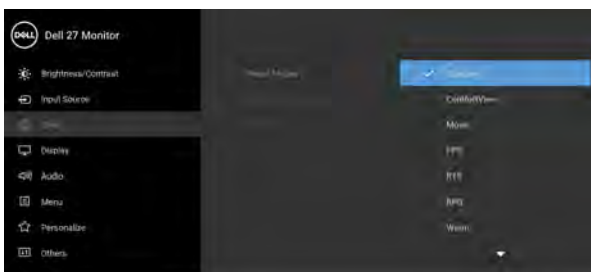 DELL
Dell 27 Monitor
Brightness/Contrast
Input Source
Color
Display
Audio
Menu
Personalize
Others
Preset Modes
ComfortView
Movie
FPS
RTS
RPG
Warm